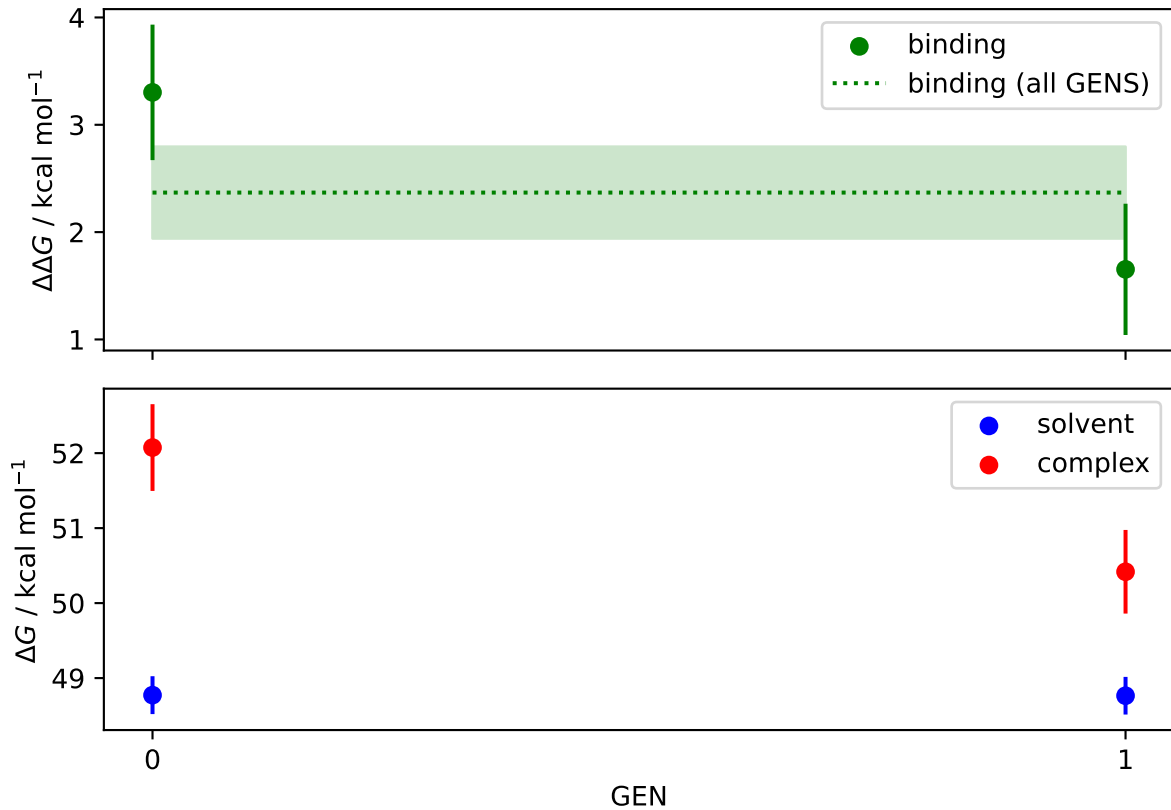 4
3
2
1
ΔΔG / kcal mol⁻¹
binding
binding (all GENS)
52
51
50
49
ΔG / kcal mol⁻¹
solvent
complex
0
1
GEN